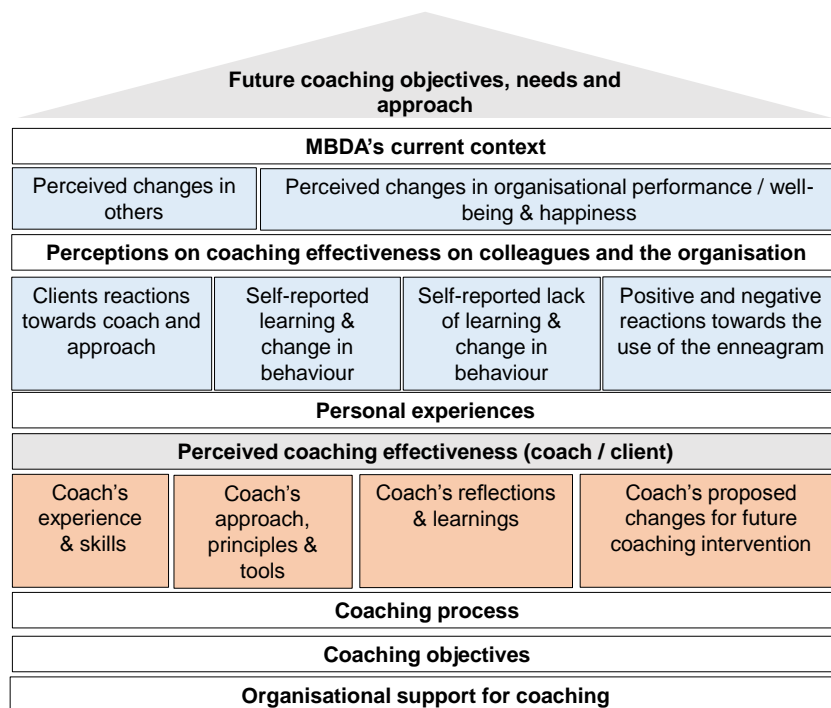 Future coaching objectives, needs and
approach
MBDA's current context
Perceived changes in
others
Perceived changes in organisational performance / well-
being & happiness
Perceptions on coaching effectiveness on colleagues and the organisation
Clients reactions
towards coach and
approach
Self-reported
learning &
change in
behaviour
Self-reported lack
of learning &
change in
behaviour
Positive and negative
reactions towards the
use of the enneagram
Personal experiences
Perceived coaching effectiveness (coach / client)
Coach's
experience
& skills
Coach's
approach,
principles &
tools
Coach's reflections
& learnings
Coach's proposed
changes for future
coaching intervention
Coaching process
Coaching objectives
Organisational support for coaching